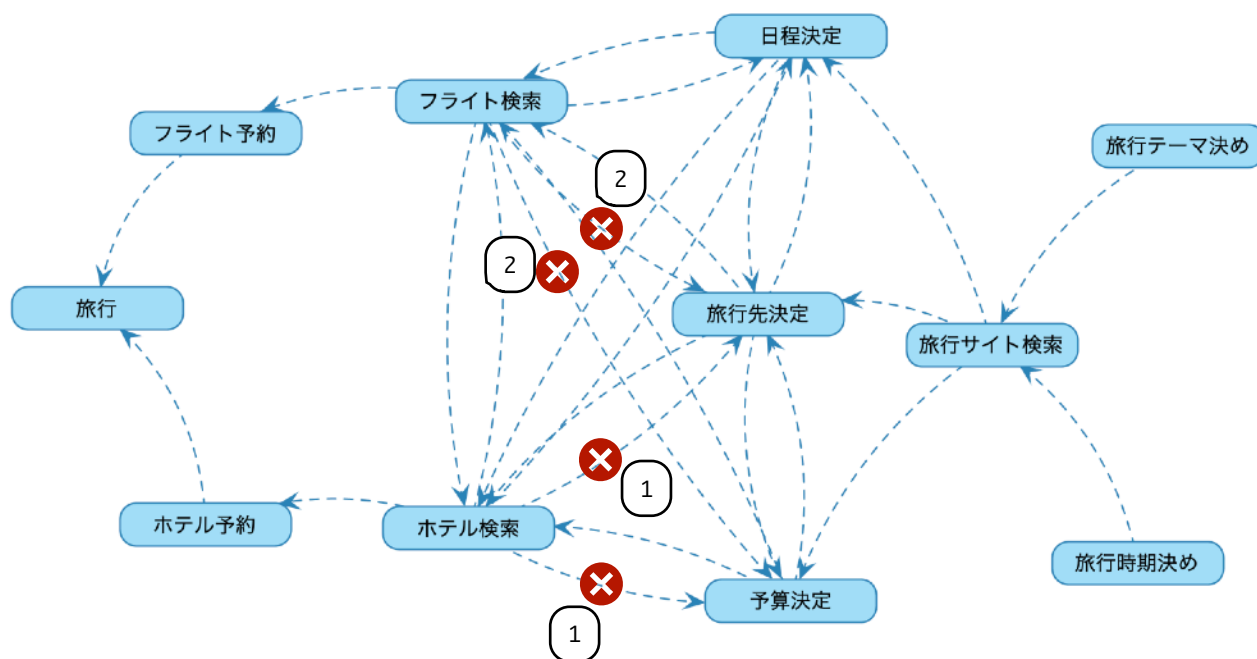 日程決定
フライト検索
フライト予約
旅行テーマ決め
2
2
旅行
旅行先決定
旅行サイト検索
1
ホテル予約
ホテル検索
旅行時期決め
予算決定
1